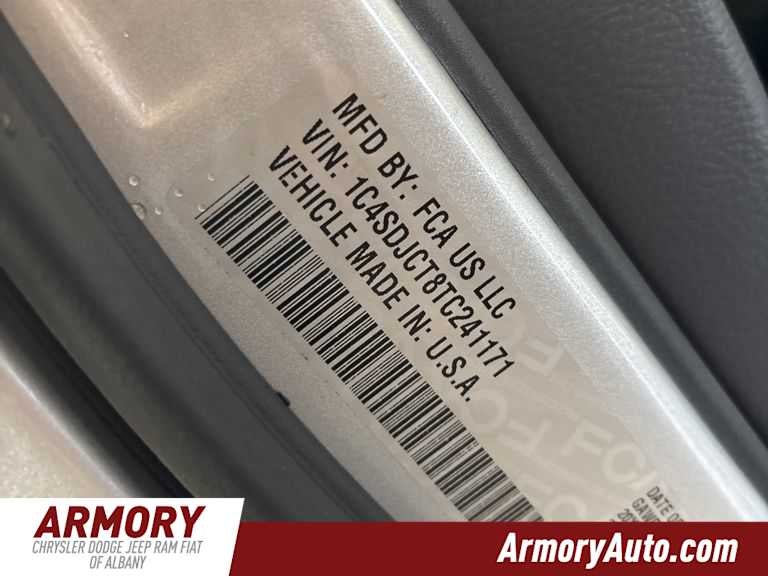 MFD BY: FCA US LLC
VIN: 1C4SDJCT8TC241171
VEHICLE MADE IN: U.S.A.
ARMORY
CHRYSLER DODGE JEEP RAM FIAT
OF ALBANY
ArmoryAuto.com